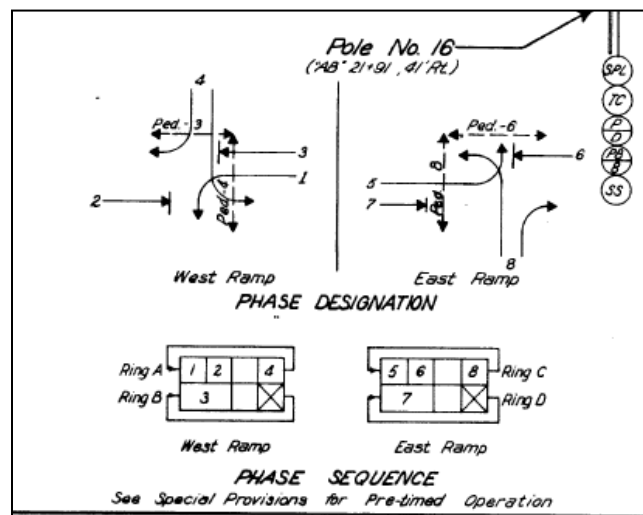 Pole No. 16
("AB" 21+91, 41' Rt.)
SPL
TC
P
D
PB
B
SS
4
Ped.-3
3
1
2
Ped-4
West Ramp
Ped.-6
8
6
5
7
Ped
8
East Ramp
PHASE DESIGNATION
Ring A
1 2 4
Ring B
3
West Ramp
5 6 8
Ring C
7
Ring D
East Ramp
PHASE SEQUENCE
See Special Provisions for Pre-timed Operation